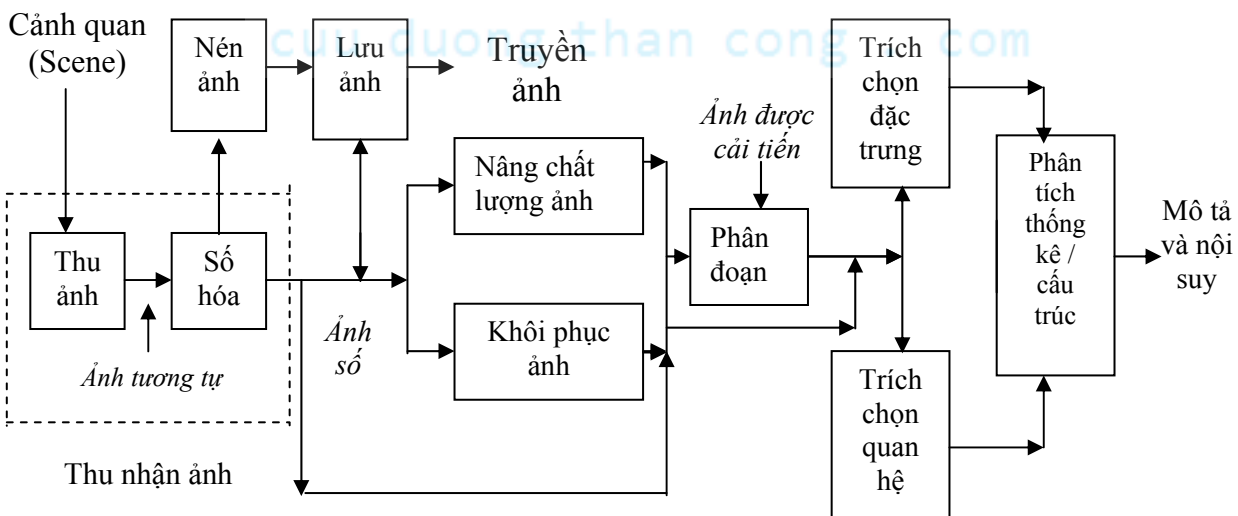 cuu duong than cong . com
Cảnh quan
(Scene)
Nén
ảnh
Lưu
ảnh
Truyền
ảnh
Trích
chọn
đặc
trưng
Ảnh được
cải tiến
Nâng chất
lượng ảnh
Phân
tích
thống
kê /
cấu
trúc
Mô tả
và nội
suy
Thu
ảnh
Số
hóa
Phân
đoạn
Ảnh
số
Khôi phục
ảnh
Ảnh tương tự
Trích
chọn
quan
hệ
Thu nhận ảnh